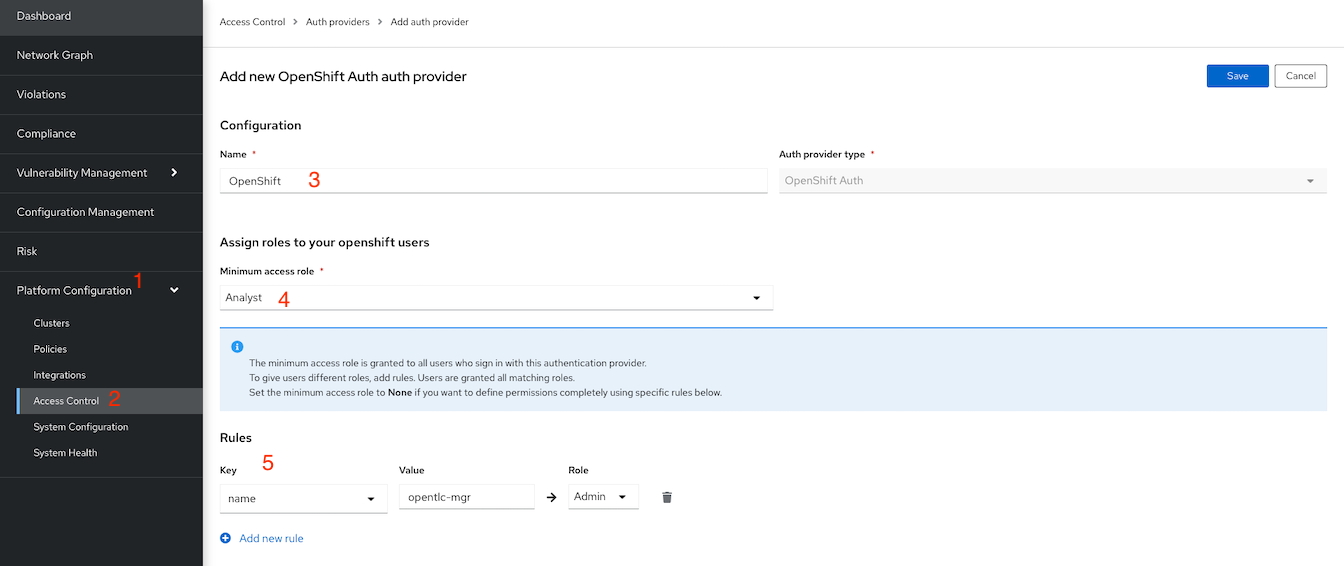 Dashboard
Network Graph
Violations
Compliance
Vulnerability Management
Configuration Management
Risk
Platform Configuration 1
Clusters
Policies
Integrations
Access Control 2
System Configuration
System Health
Access Control > Auth providers > Add auth provider
Add new OpenShift Auth auth provider
Save Cancel
Configuration
Name * Auth provider type *
OpenShift 3 OpenShift Auth
Assign roles to your openshift users
Minimum access role *
Analyst 4
The minimum access role is granted to all users who sign in with this authentication provider.
To give users different roles, add rules. Users are granted all matching roles.
Set the minimum access role to None if you want to define permissions completely using specific rules below.
Rules
Key 5 Value Role
name opentlc-mgr → Admin
Add new rule